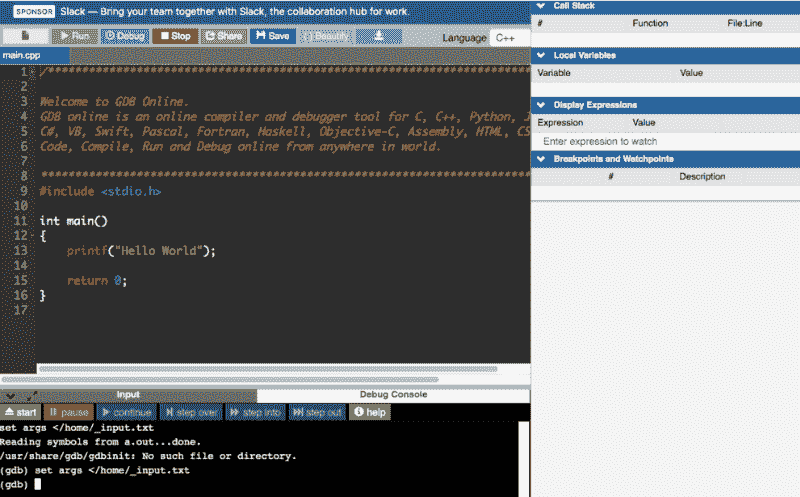 SPONSOR Slack — Bring your team together with Slack, the collaboration hub for work.
Run Debug Stop Share Save Beautify
Language C++
main.cpp
1 /******************************************************************************
2
3 Welcome to GDB Online.
4 GDB online is an online compiler and debugger tool for C, C++, Python, J
5 C#, VB, Swift, Pascal, Fortran, Haskell, Objective-C, Assembly, HTML, CS
6 Code, Compile, Run and Debug online from anywhere in world.
7
8 *******************************************************************************
9 #include <stdio.h>
10
11 int main()
12 {
13 printf("Hello World");
14
15 return 0;
16 }
17
Input
Debug Console
start pause continue step over step into step out help
set args </home/_input.txt
Reading symbols from a.out...done.
/usr/share/gdb/gdbinit: No such file or directory.
(gdb) set args </home/_input.txt
(gdb)
Call Stack
# Function File:Line
Local Variables
Variable Value
Display Expressions
Expression Value
Enter expression to watch
Breakpoints and Watchpoints
# Description